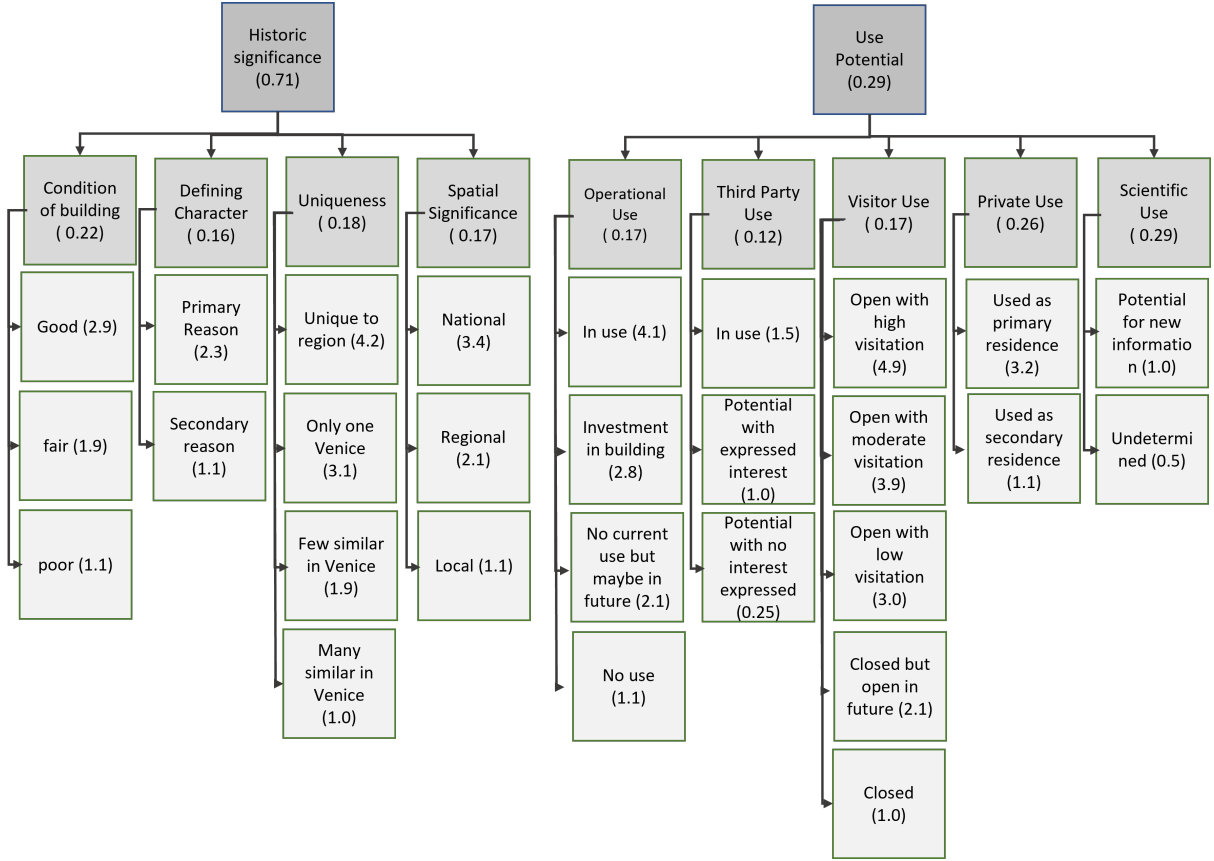 Historic
significance
(0.71)
Condition
of building
( 0.22)
Good (2.9)
fair (1.9)
poor (1.1)
Defining
Character
( 0.16)
Primary
Reason
(2.3)
Secondary
reason
(1.1)
Uniqueness
( 0.18)
Unique to
region (4.2)
Only one
Venice
(3.1)
Few similar
in Venice
(1.9)
Many
similar in
Venice
(1.0)
Spatial
Significance
( 0.17)
National
(3.4)
Regional
(2.1)
Local (1.1)
Use
Potential
(0.29)
Operational
Use
( 0.17)
In use (4.1)
Investment
in building
(2.8)
No current
use but
maybe in
future (2.1)
No use
(1.1)
Third Party
Use
( 0.12)
In use (1.5)
Potential
with
expressed
interest
(1.0)
Potential
with no
interest
expressed
(0.25)
Visitor Use
( 0.17)
Open with
high
visitation
(4.9)
Open with
moderate
visitation
(3.9)
Open with
low
visitation
(3.0)
Closed but
open in
future (2.1)
Closed
(1.0)
Private Use
( 0.26)
Used as
primary
residence
(3.2)
Used as
secondary
residence
(1.1)
Scientific
Use
( 0.29)
Potential
for new
informatio
n (1.0)
Undetermi
ned (0.5)